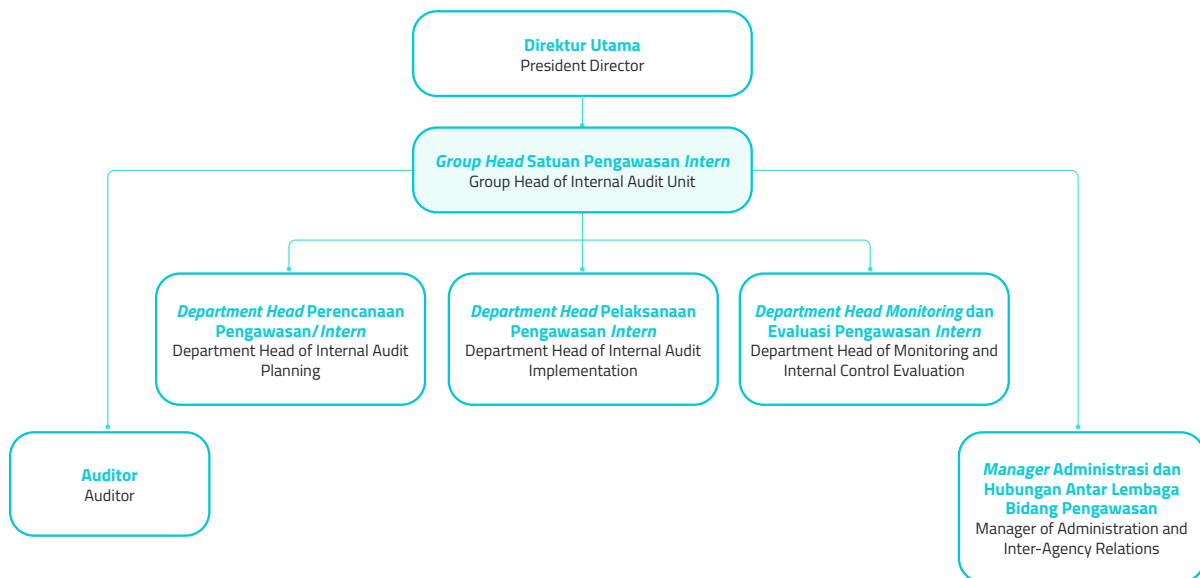 Direktur Utama
President Director
Group Head Satuan Pengawasan Intern
Group Head of Internal Audit Unit
Department Head Perencanaan
Pengawasan/Intern
Department Head of Internal Audit
Planning
Department Head Pelaksanaan
Pengawasan Intern
Department Head of Internal Audit
Implementation
Department Head Monitoring dan
Evaluasi Pengawasan Intern
Department Head of Monitoring and
Internal Control Evaluation
Auditor
Auditor
Manager Administrasi dan
Hubungan Antar Lembaga
Bidang Pengawasan
Manager of Administration and
Inter-Agency Relations